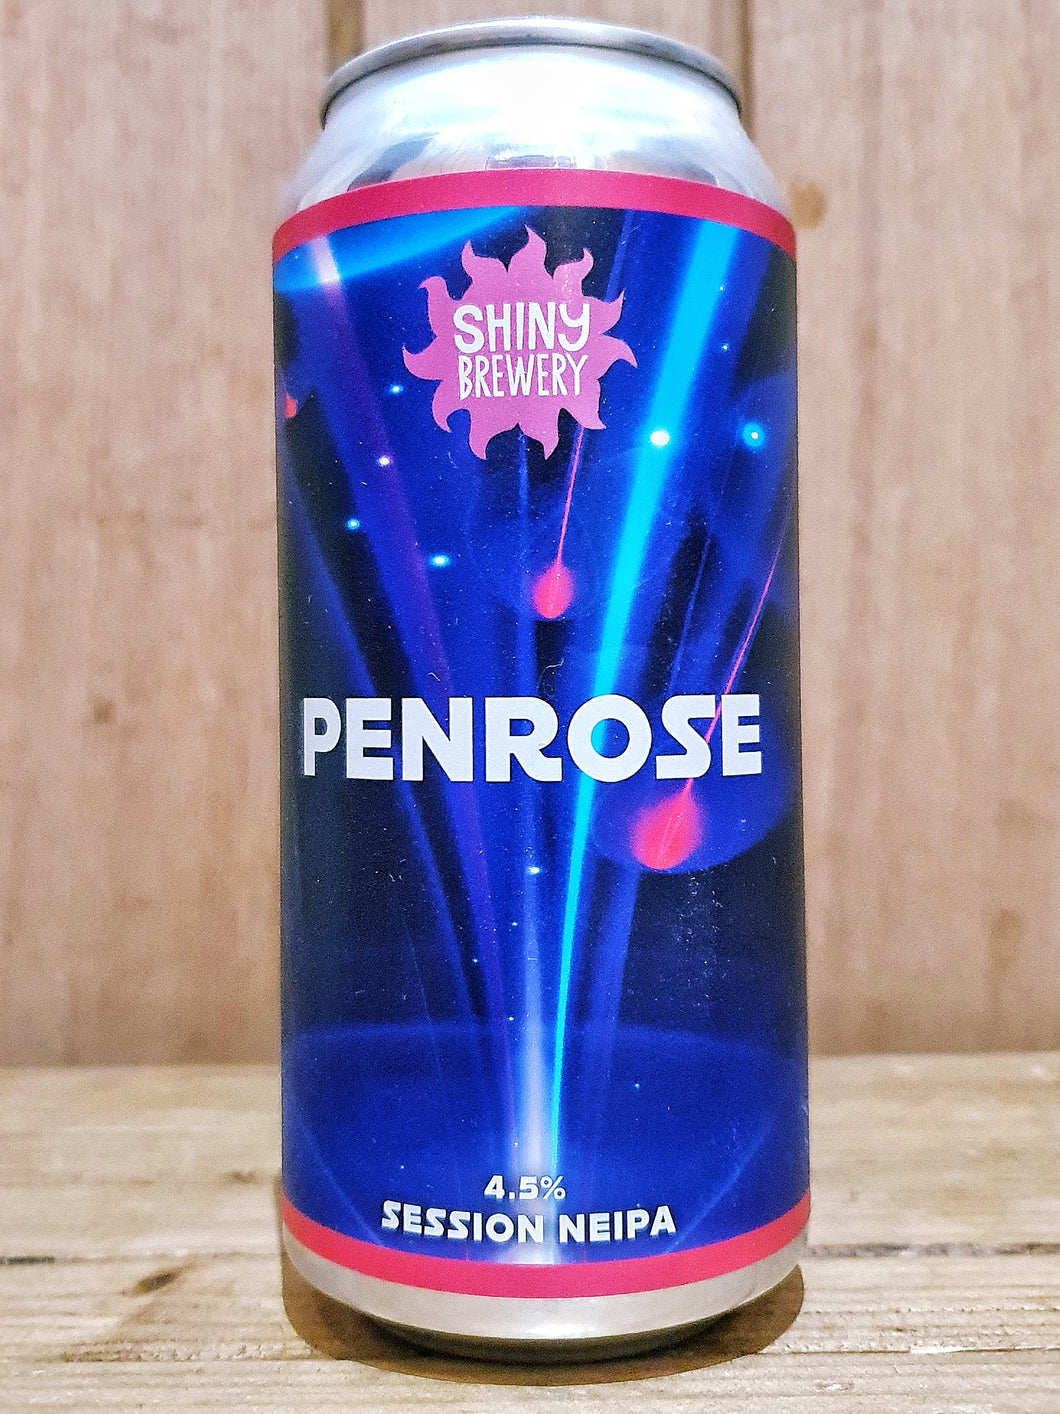 SHINY
BREWERY
PENROSE
4.5%
SESSION NEIPA